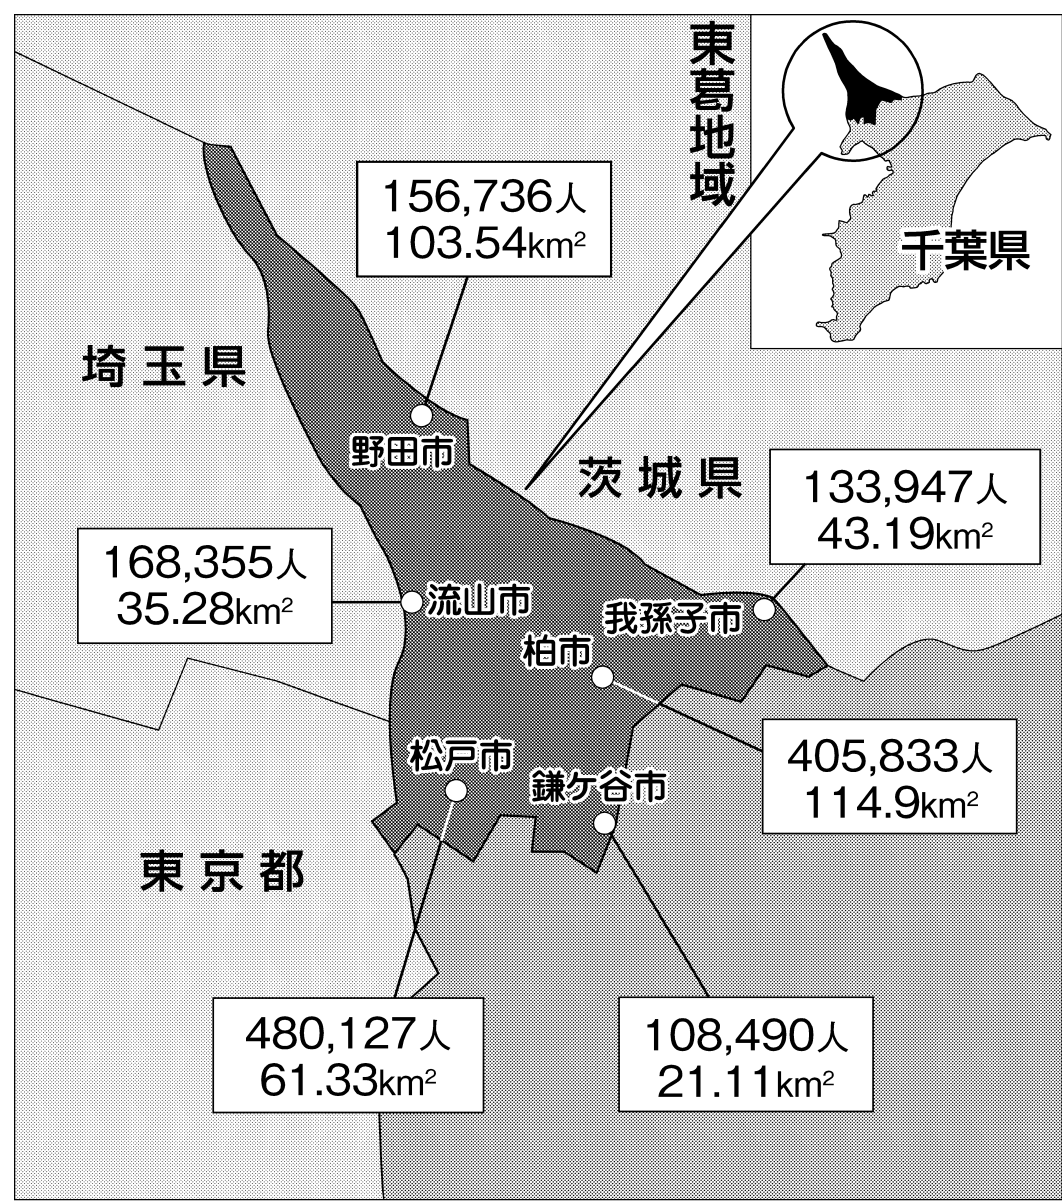 東葛地域
千葉県
156,736人
103.54km²
埼玉県
野田市
茨城県
133,947人
43.19km²
168,355人
35.28km²
流山市
我孫子市
柏市
405,833人
114.9km²
松戸市
鎌ケ谷市
東京都
480,127人
61.33km²
108,490人
21.11km²